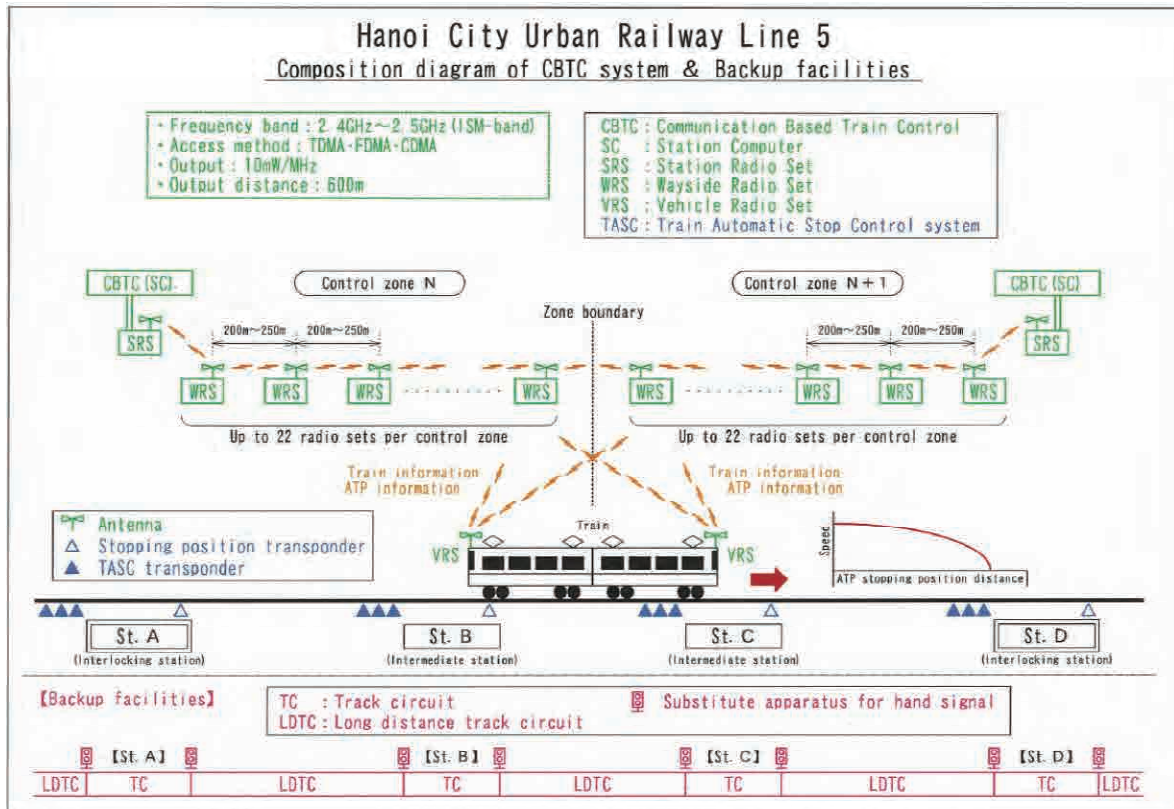 Hanoi City Urban Railway Line 5
Composition diagram of CBTC system & Backup facilities
・Frequency band : 2.4GHz～2.5GHz(ISM-band)
・Access method : TDMA・FDMA・CDMA
・Output : 10mW/MHz
・Output distance : 600m
CBTC : Communication Based Train Control
SC : Station Computer
SRS : Station Radio Set
WRS : Wayside Radio Set
VRS : Vehicle Radio Set
TASC : Train Automatic Stop Control system
CBTC(SC)
Control zone N
Control zone N+1
CBTC(SC)
Zone boundary
200m～250m
200m～250m
200m～250m
200m～250m
SRS
SRS
WRS
WRS
WRS
WRS
WRS
WRS
WRS
WRS
Up to 22 radio sets per control zone
Up to 22 radio sets per control zone
Train information
ATP information
Train information
ATP information
Antenna
Stopping position transponder
TASC transponder
VRS
Train
VRS
Speed
ATP stopping position distance
St. A
St. B
St. C
St. D
(Interlocking station)
(Intermediate station)
(Intermediate station)
(Interlocking station)
【Backup facilities】
TC : Track circuit
LDTC : Long distance track circuit
Substitute apparatus for hand signal
【St. A】
【St. B】
【St. C】
【St. D】
LDTC
TC
LDTC
TC
LDTC
TC
LDTC
TC
LDTC